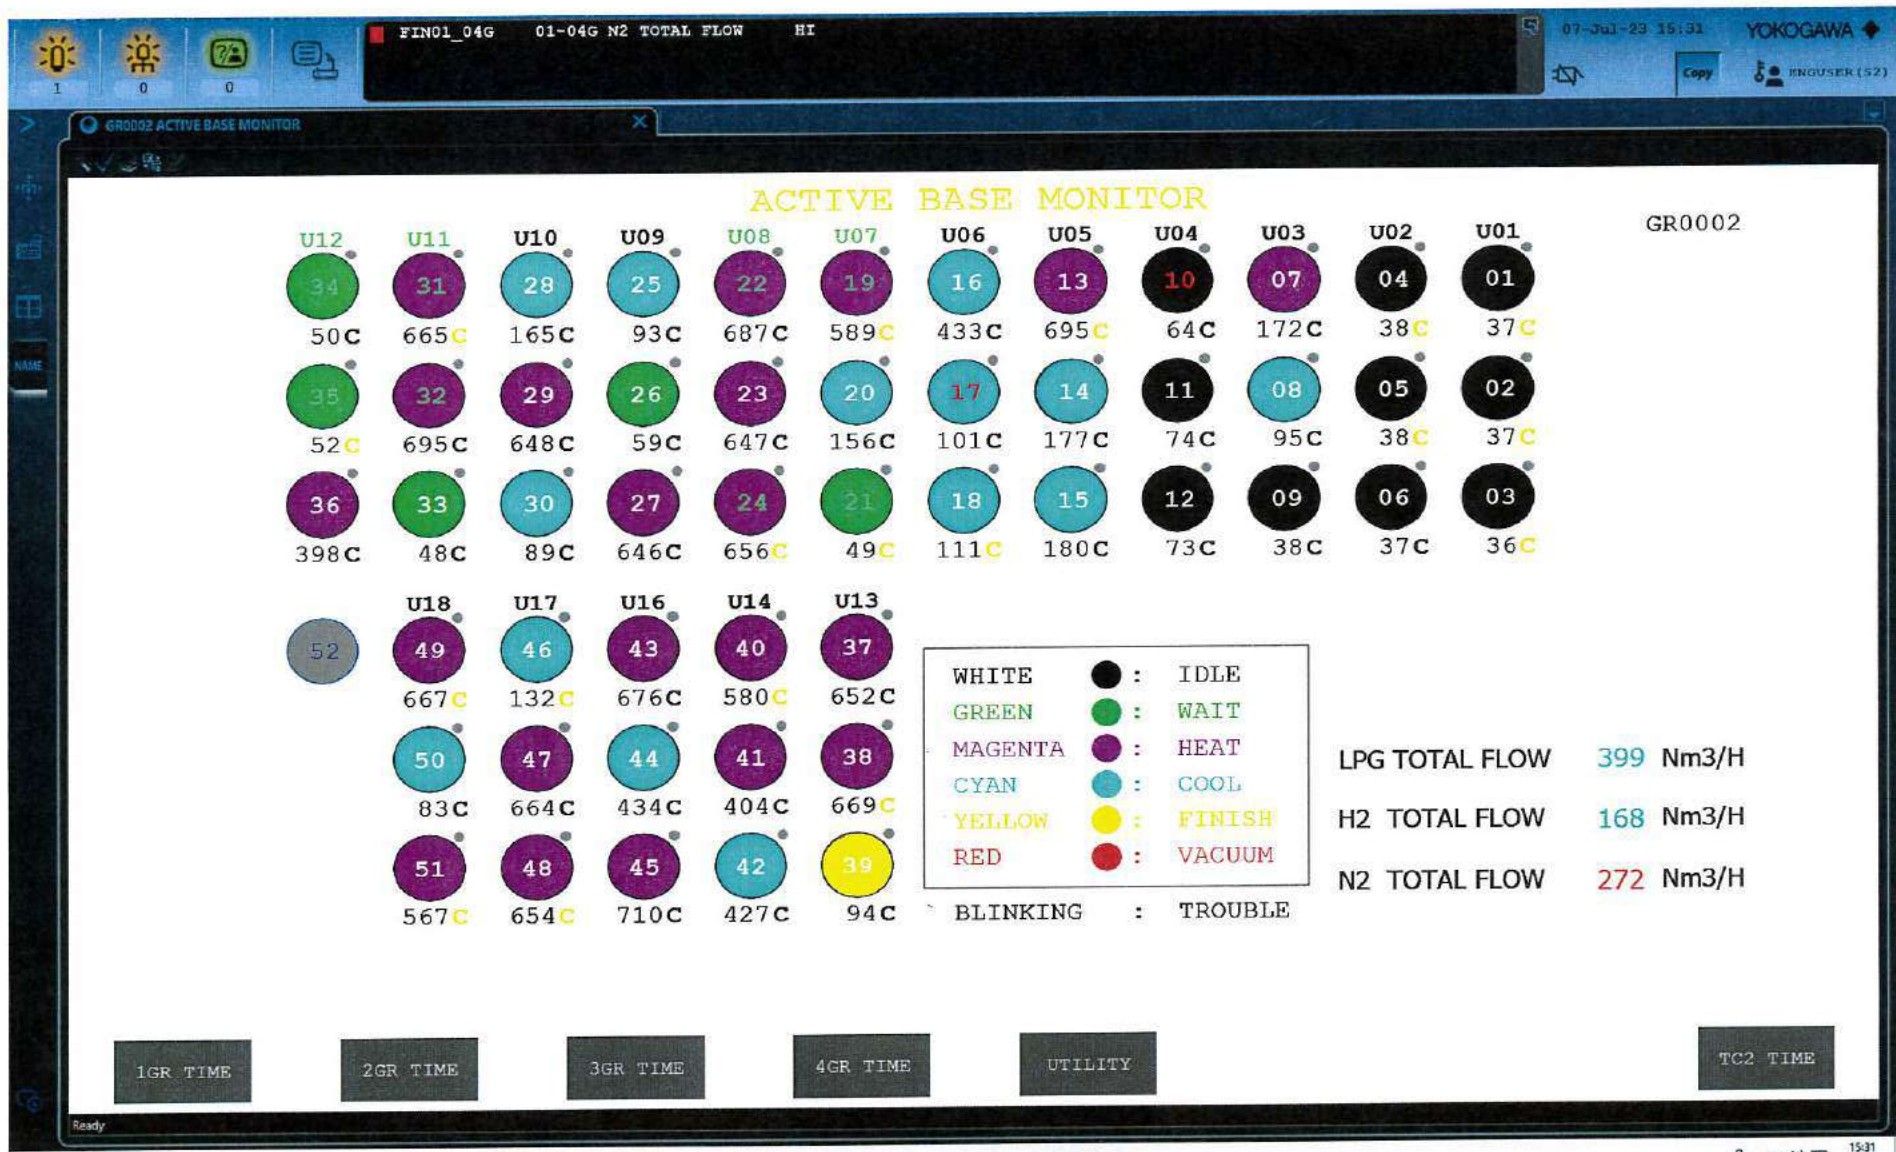 FIN01_04G 01-04G N2 TOTAL FLOW HI
07-Jul-23 15:31 YOKOGAWA
1 0 0
Copy ENGUSER(S2)
GR0002 ACTIVE BASE MONITOR
NAME
ACTIVE BASE MONITOR
GR0002
U12 U11 U10 U09 U08 U07 U06 U05 U04 U03 U02 U01
34 31 28 25 22 19 16 13 10 07 04 01
50C 665C 165C 93C 687C 589C 433C 695C 64C 172C 38C 37C
35 32 29 26 23 20 17 14 11 08 05 02
52C 695C 648C 59C 647C 156C 101C 177C 74C 95C 38C 37C
36 33 30 27 24 21 18 15 12 09 06 03
398C 48C 89C 646C 656C 49C 111C 180C 73C 38C 37C 36C
U18 U17 U16 U14 U13
52 49 46 43 40 37
667C 132C 676C 580C 652C
50 47 44 41 38
83C 664C 434C 404C 669C
51 48 45 42 39
567C 654C 710C 427C 94C
WHITE : IDLE
GREEN : WAIT
MAGENTA : HEAT
CYAN : COOL
YELLOW : FINISH
RED : VACUUM
BLINKING : TROUBLE
LPG TOTAL FLOW 399 Nm3/H
H2 TOTAL FLOW 168 Nm3/H
N2 TOTAL FLOW 272 Nm3/H
1GR TIME 2GR TIME 3GR TIME 4GR TIME UTILITY TC2 TIME
Ready
15:31